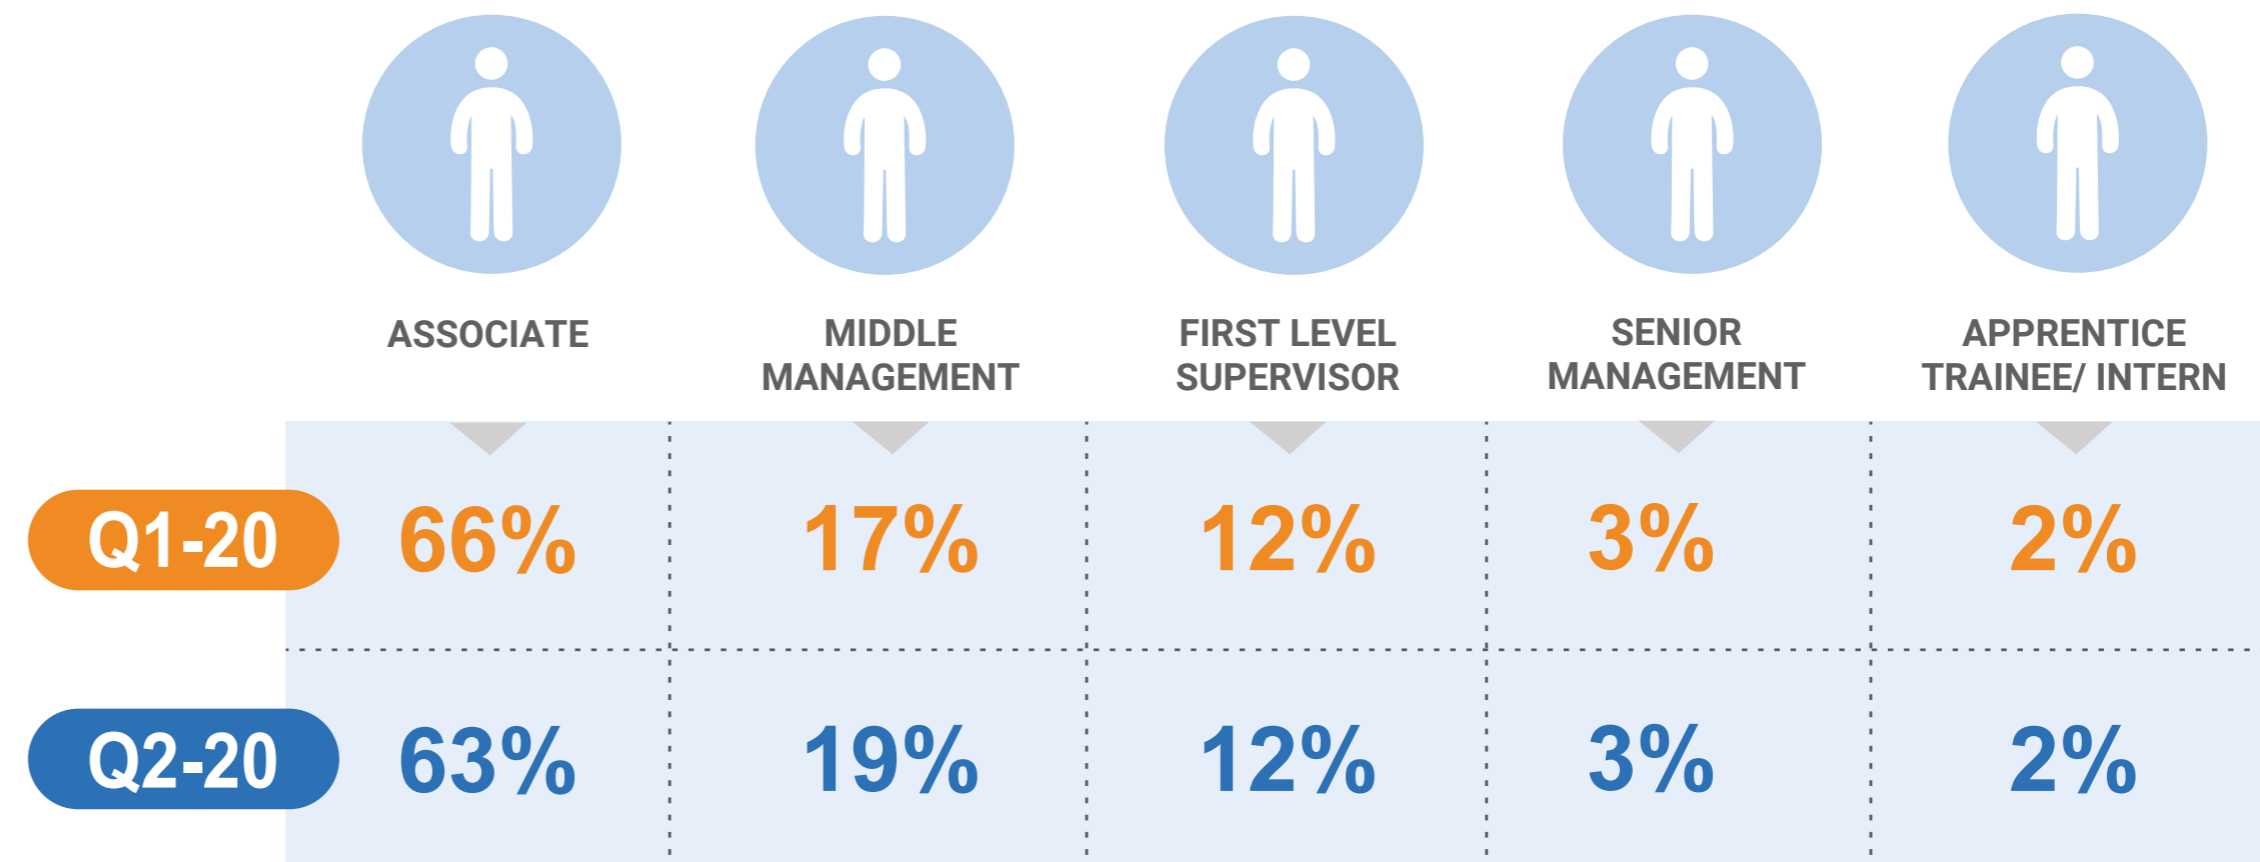 ASSOCIATE
MIDDLE
MANAGEMENT
FIRST LEVEL
SUPERVISOR
SENIOR
MANAGEMENT
APPRENTICE
TRAINEE/ INTERN
Q1-20 66% 17% 12% 3% 2%
Q2-20 63% 19% 12% 3% 2%